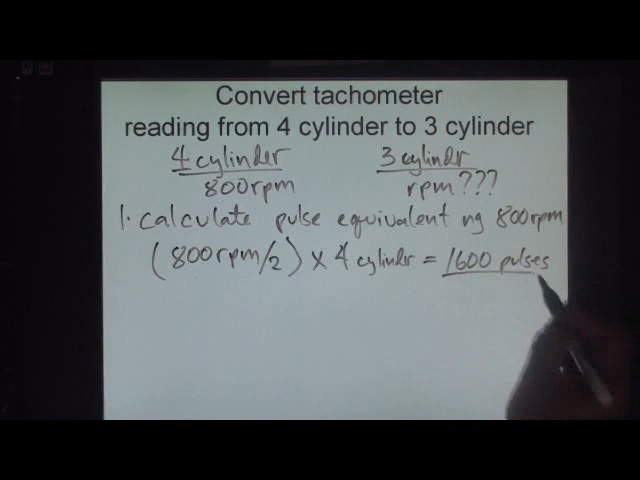 Convert tachometer
reading from 4 cylinder to 3 cylinder
4 cylinder 3 cylinder
800rpm rpm ???
1. calculate pulse equivalent ng 800rpm
(800rpm/2) x 4 cylinder = 1600 pulses